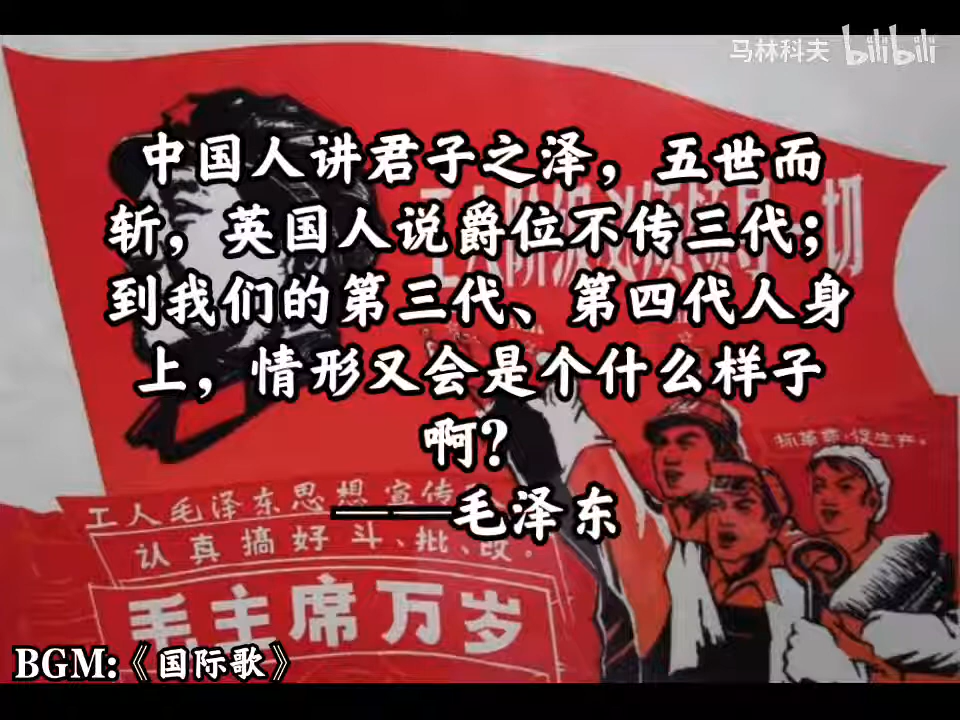 马林科夫 bilibili
中国人讲君子之泽，五世而
斩，英国人说爵位不传三代；
到我们的第三代、第四代人身
上，情形又会是个什么样子
啊？
——毛泽东
抓革命·促生产。
工人毛泽东思想宣传
认真搞好斗、批、改。
毛主席万岁
BGM:《国际歌》